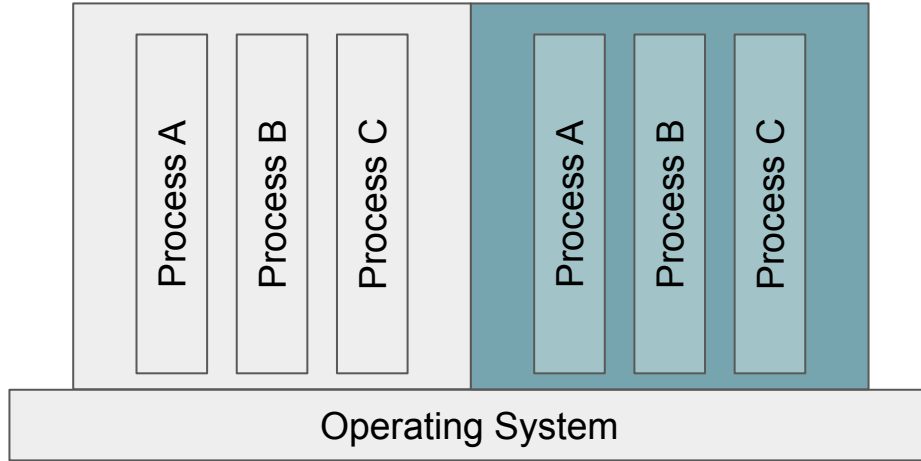 Process A
Process B
Process C
Process A
Process B
Process C
Operating System